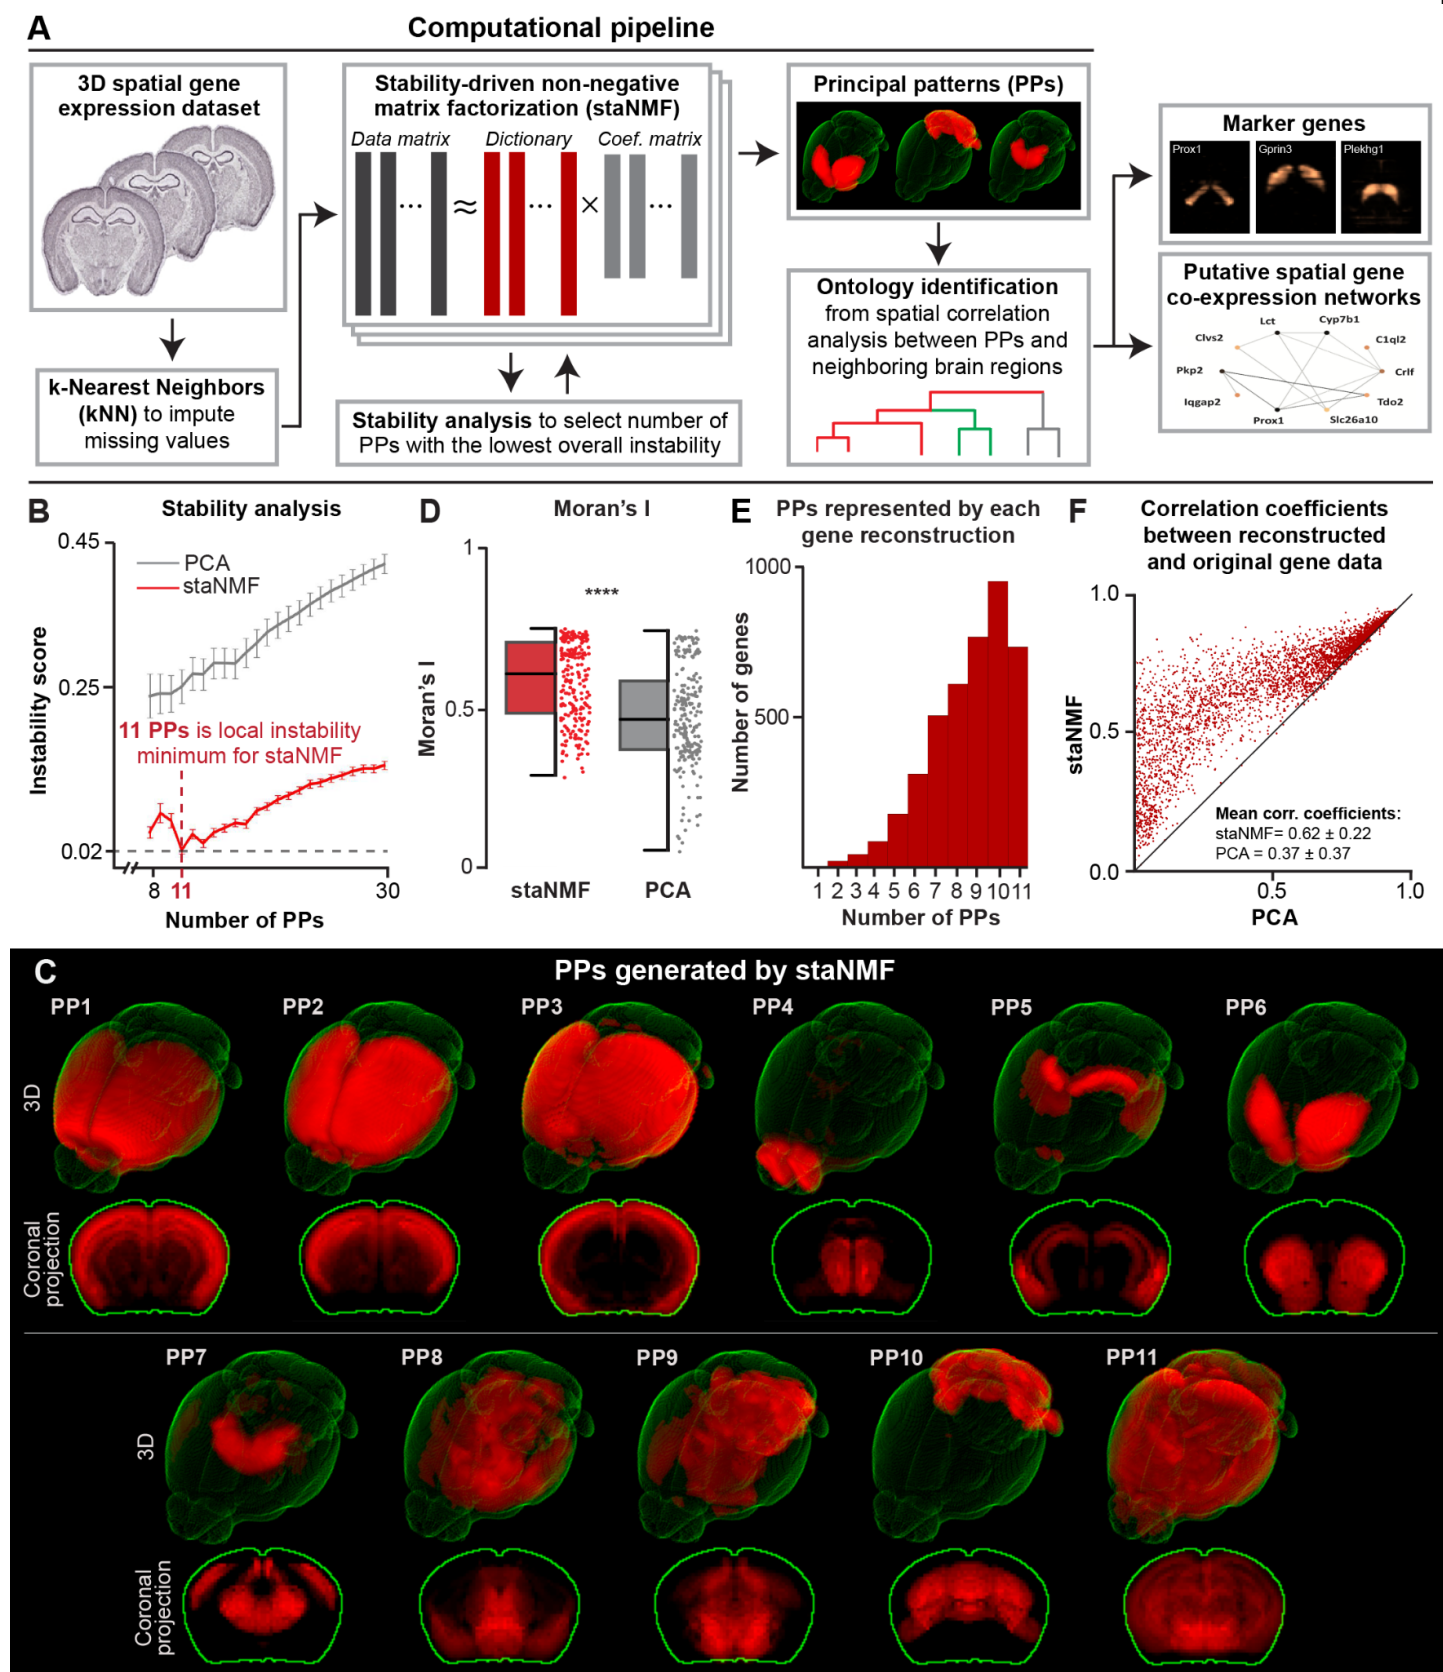 A
Computational pipeline
3D spatial gene
expression dataset
k-Nearest Neighbors
(kNN) to impute
missing values
Stability-driven non-negative
matrix factorization (staNMF)
Data matrix
Dictionary
Coef. matrix
...
≈
...
×
...
Stability analysis to select number of
PPs with the lowest overall instability
Principal patterns (PPs)
Ontology identification
from spatial correlation
analysis between PPs and
neighboring brain regions
Marker genes
Prox1
Gprin3
Plekhg1
Putative spatial gene
co-expression networks
Lct
Cyp7b1
Clvs2
C1ql2
Pkp2
Crlf
Iqgap2
Tdo2
Prox1
Slc26a10
B
Stability analysis
0.45
0.25
0.02
Instability score
PCA
staNMF
11 PPs is local instability
minimum for staNMF
8
11
30
Number of PPs
D
Moran's I
1
0.5
0
Moran's I
****
staNMF
PCA
E
PPs represented by each
gene reconstruction
1000
500
Number of genes
1 2 3 4 5 6 7 8 9 10 11
Number of PPs
F
Correlation coefficients
between reconstructed
and original gene data
1.0
0.5
0.0
staNMF
Mean corr. coefficients:
staNMF= 0.62 ± 0.22
PCA = 0.37 ± 0.37
0.5
1.0
PCA
C
PPs generated by staNMF
PP1
PP2
PP3
PP4
PP5
PP6
3D
Coronal
projection
PP7
PP8
PP9
PP10
PP11
3D
Coronal
projection